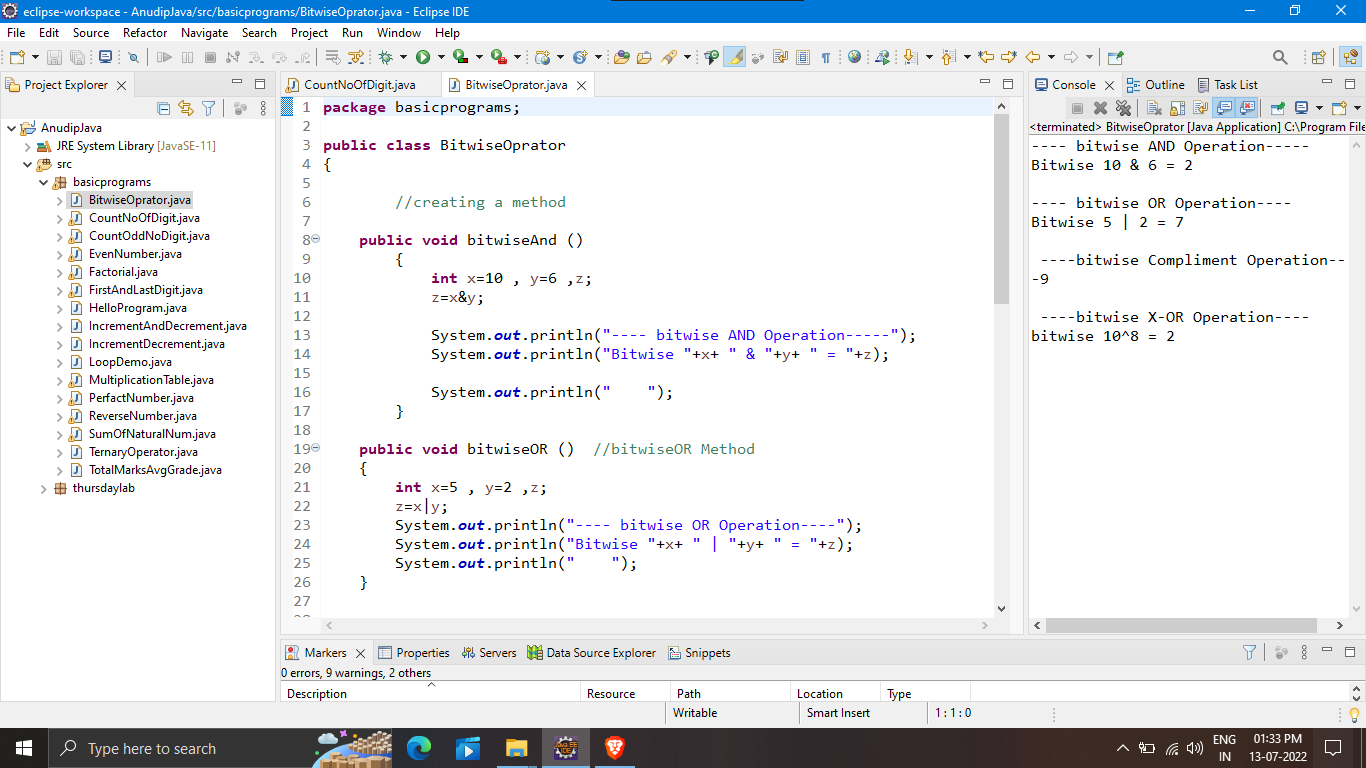 eclipse-workspace - AnudipJava/src/basicprograms/BitwiseOprator.java - Eclipse IDE
File Edit Source Refactor Navigate Search Project Run Window Help
Project Explorer
AnudipJava
JRE System Library [JavaSE-11]
src
basicprograms
BitwiseOprator.java
CountNoOfDigit.java
CountOddNoDigit.java
EvenNumber.java
Factorial.java
FirstAndLastDigit.java
HelloProgram.java
IncrementAndDecrement.java
IncrementDecrement.java
LoopDemo.java
MultiplicationTable.java
PerfactNumber.java
ReverseNumber.java
SumOfNaturalNum.java
TernaryOperator.java
TotalMarksAvgGrade.java
thursdaylab
CountNoOfDigit.java BitwiseOprator.java
1 package basicprograms;
2
3 public class BitwiseOprator
4 {
5
6 //creating a method
7
8 public void bitwiseAnd ()
9 {
10 int x=10 , y=6 ,z;
11 z=x&y;
12
13 System.out.println("---- bitwise AND Operation-----");
14 System.out.println("Bitwise "+x+ " & "+y+ " = "+z);
15
16 System.out.println("    ");
17 }
18
19 public void bitwiseOR ()  //bitwiseOR Method
20 {
21 int x=5 , y=2 ,z;
22 z=x|y;
23 System.out.println("---- bitwise OR Operation----");
24 System.out.println("Bitwise "+x+ " | "+y+ " = "+z);
25 System.out.println("    ");
26 }
27
28
Console Outline Task List
<terminated> BitwiseOprator [Java Application] C:\Program File
---- bitwise AND Operation-----
Bitwise 10 & 6 = 2
---- bitwise OR Operation----
Bitwise 5 | 2 = 7
----bitwise Compliment Operation--
-9
----bitwise X-OR Operation----
bitwise 10^8 = 2
Markers Properties Servers Data Source Explorer Snippets
0 errors, 9 warnings, 2 others
Description Resource Path Location Type
Writable Smart Insert 1 : 1 : 0
Type here to search
ENG
IN
01:33 PM
13-07-2022